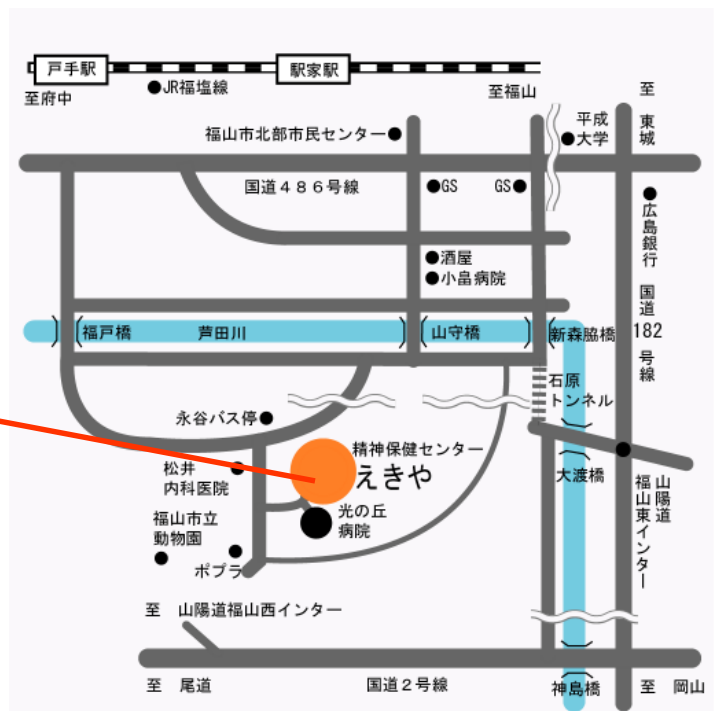 戸手駅
駅家駅
至府中
●JR福塩線
至福山
至
東城
平成
●大学
福山市北部市民センター●
国道４８６号線
●GS
GS●
●広島銀行
国道
182
号線
●酒屋
●小畠病院
福戸橋
芦田川
山守橋
新森脇橋
石原
トンネル
永谷バス停●
精神保健センター
えきや
松井
内科医院
大渡橋
山陽道
福山東インター
光の丘
病院
福山市立
動物園
ポプラ
至　山陽道福山西インター
至　尾道
国道２号線
神島橋
至　岡山